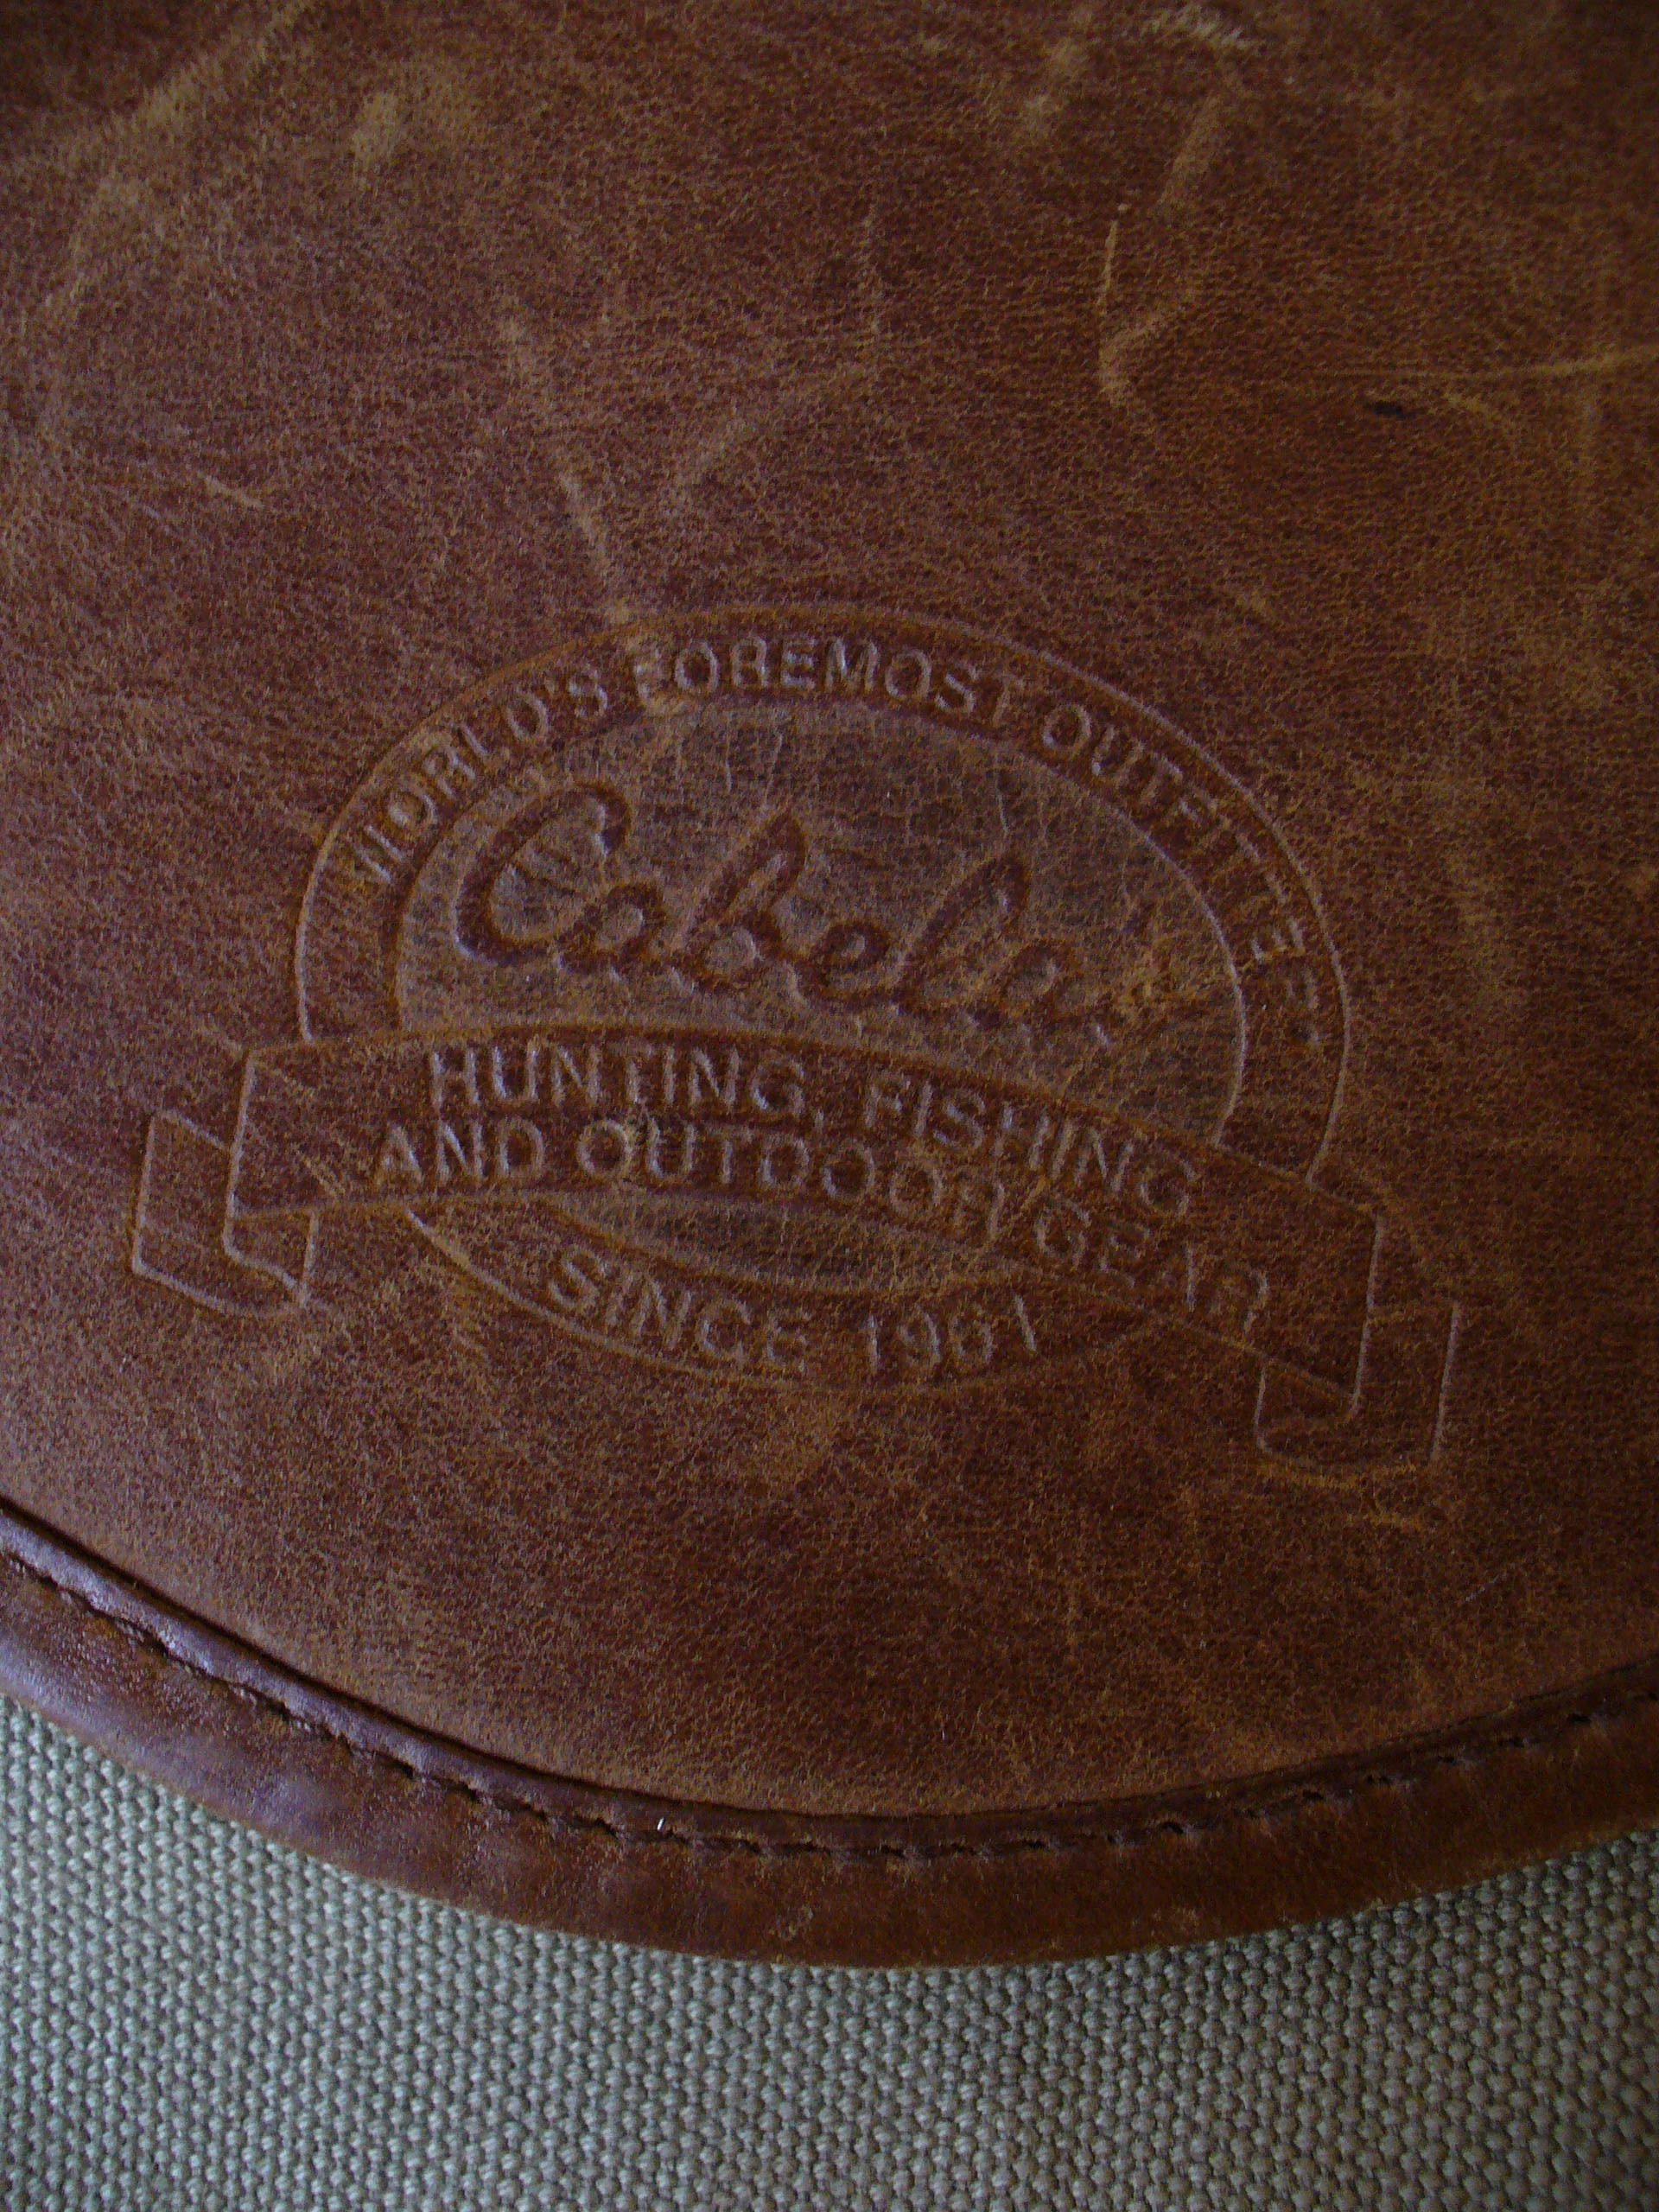 WORLD'S FOREMOST OUTFITTER
Cabela's
HUNTING, FISHING
AND OUTDOOR GEAR
SINCE 1961